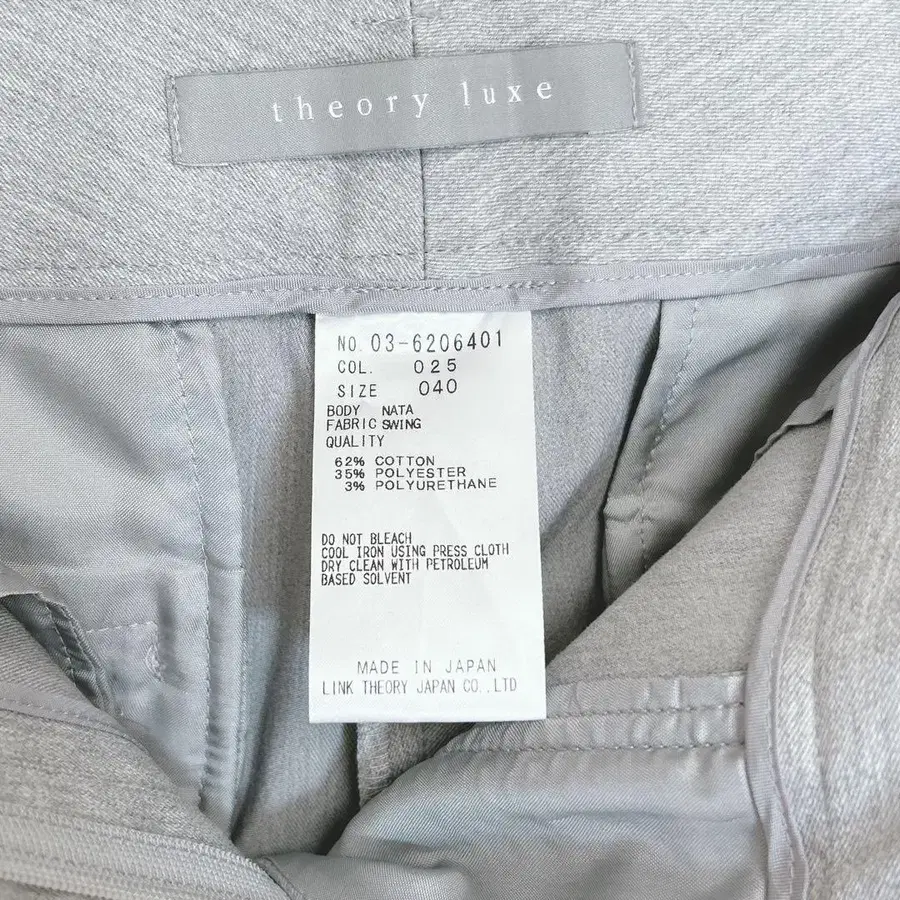 theory luxe
NO. 03-6206401
COL. 025
SIZE 040
BODY NATA
FABRIC SWING
QUALITY
62% COTTON
35% POLYESTER
3% POLYURETHANE
DO NOT BLEACH
COOL IRON USING PRESS CLOTH
DRY CLEAN WITH PETROLEUM
BASED SOLVENT
MADE IN JAPAN
LINK THEORY JAPAN CO.,LTD